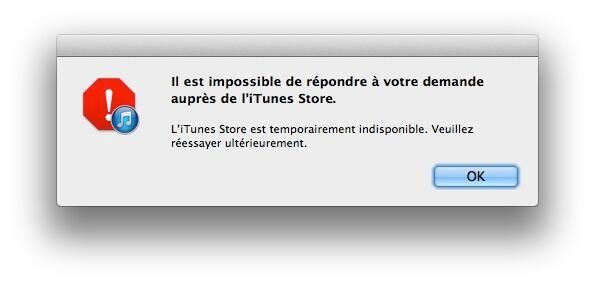 Il est impossible de répondre à votre demande
auprès de l'iTunes Store.
L'iTunes Store est temporairement indisponible. Veuillez
réessayer ultérieurement.
OK